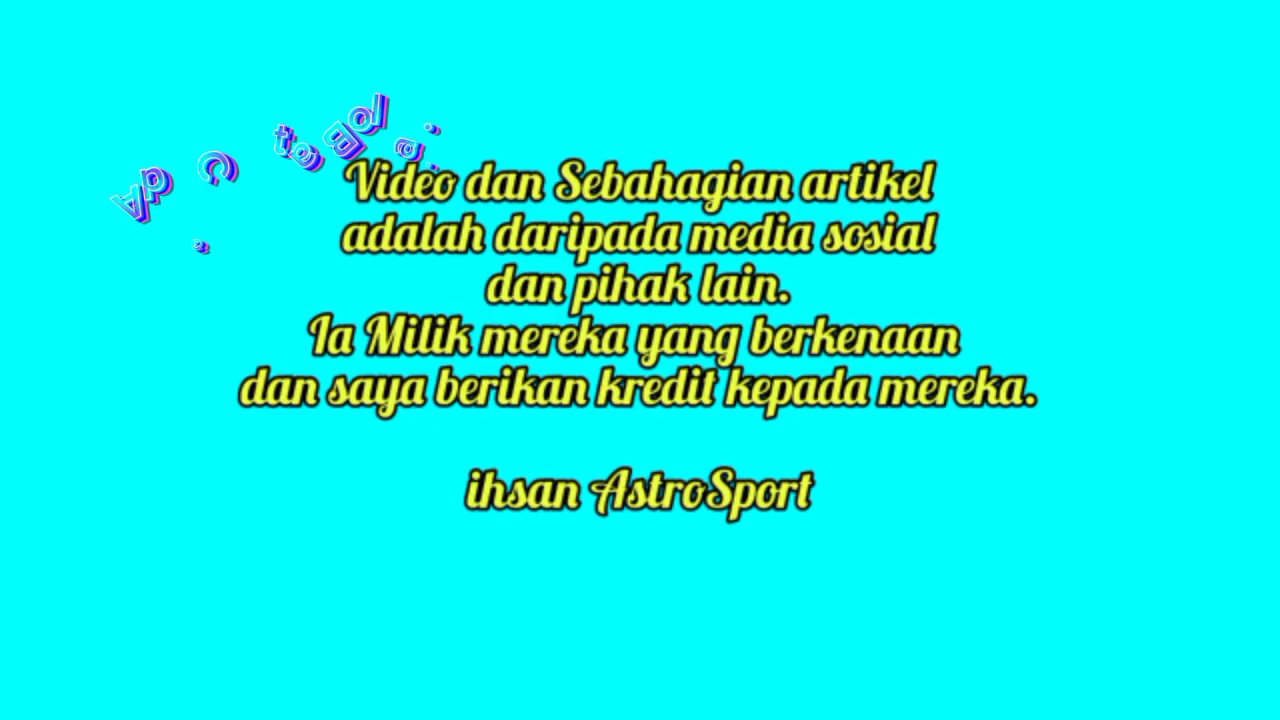 Video dan Sebahagian artikel
adalah daripada media sosial
dan pihak lain.
Ia Milik mereka yang berkenaan
dan saya berikan kredit kepada mereka.
ihsan AstroSport